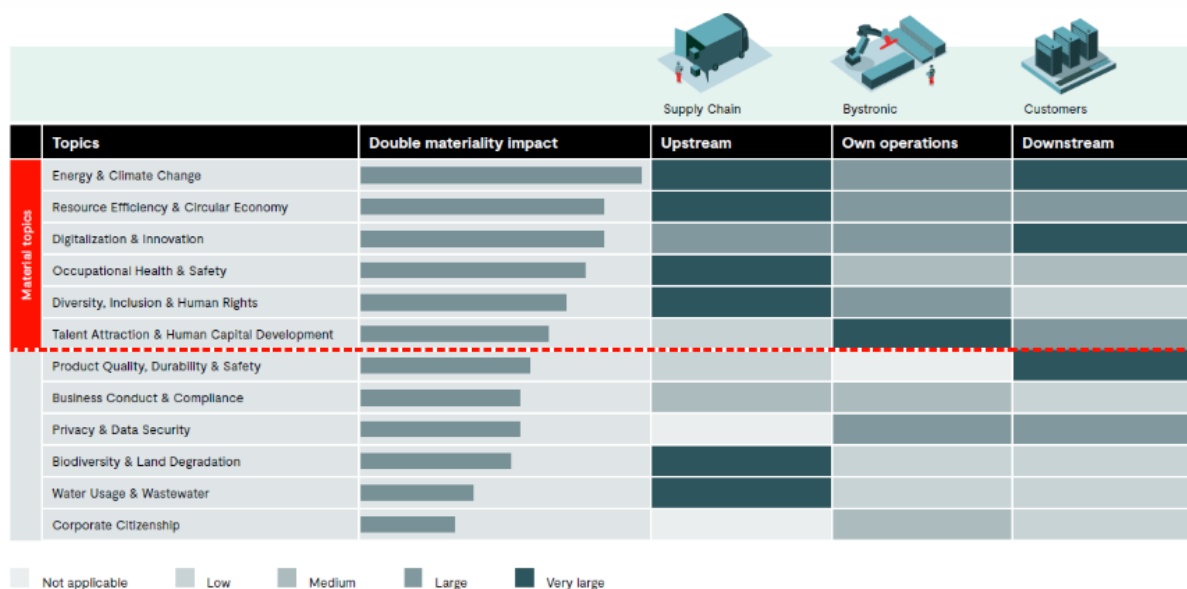 Supply Chain Bystronic Customers
Topics Double materiality impact Upstream Own operations Downstream
Material topics
Energy & Climate Change
Resource Efficiency & Circular Economy
Digitalization & Innovation
Occupational Health & Safety
Diversity, Inclusion & Human Rights
Talent Attraction & Human Capital Development
Product Quality, Durability & Safety
Business Conduct & Compliance
Privacy & Data Security
Biodiversity & Land Degradation
Water Usage & Wastewater
Corporate Citizenship
Not applicable Low Medium Large Very large